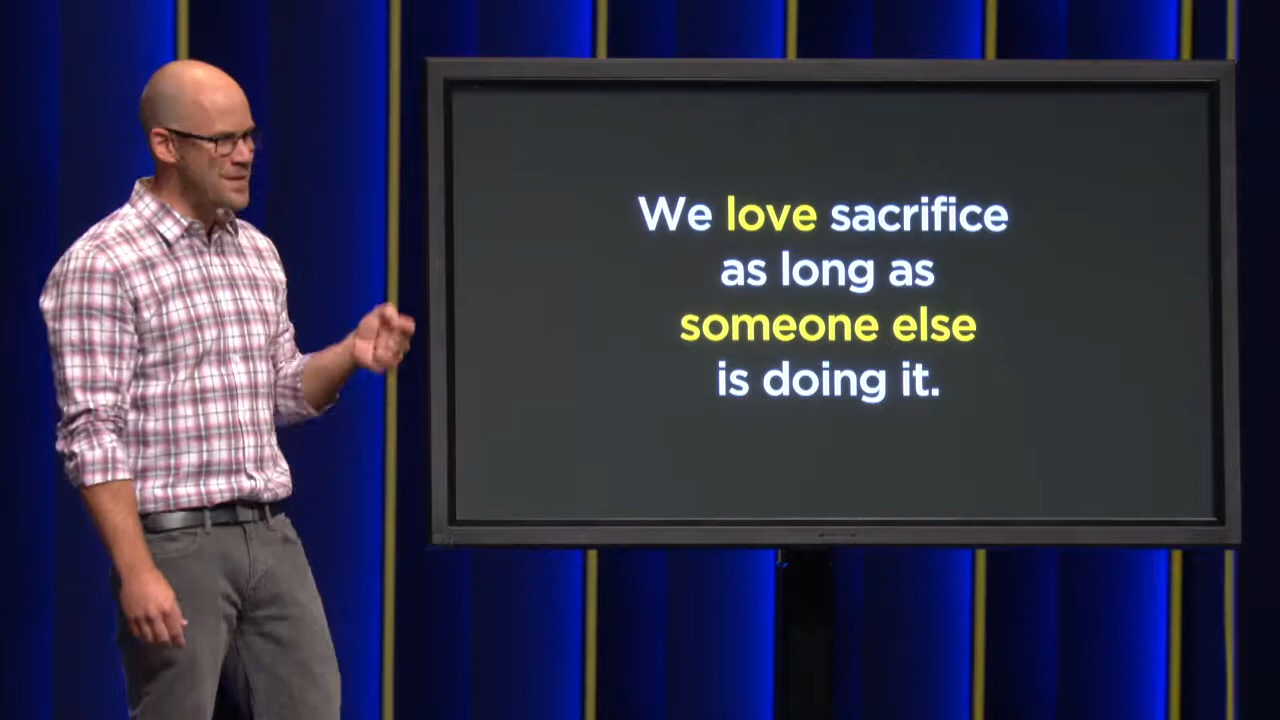 We love sacrifice
as long as
someone else
is doing it.